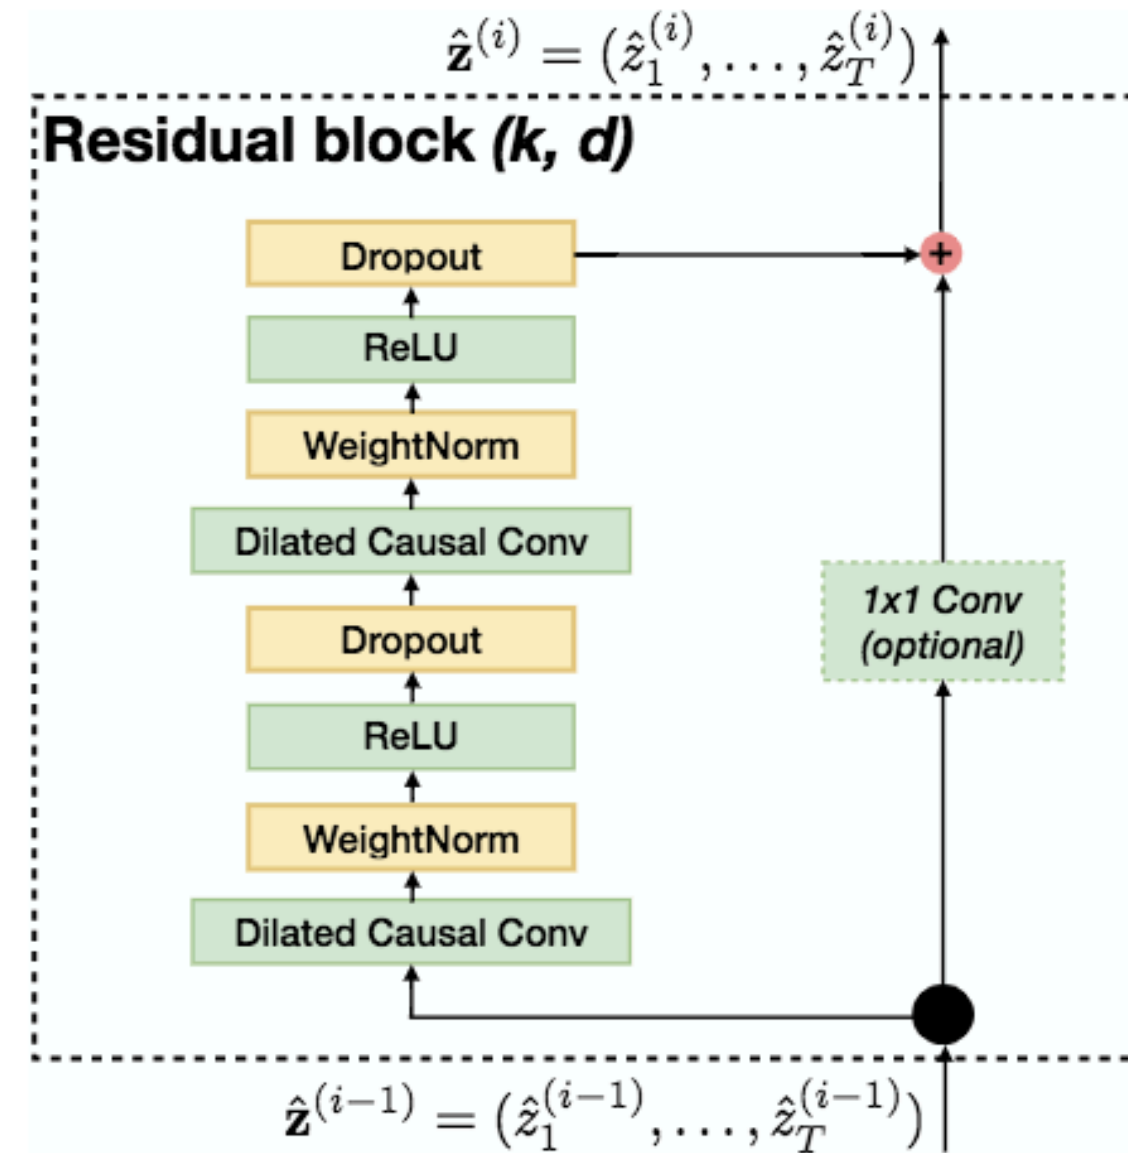 ẑ^(i) = (ẑ_1^(i), . . . , ẑ_T^(i))
Residual block (k, d)
Dropout
+
ReLU
WeightNorm
Dilated Causal Conv
1x1 Conv
(optional)
Dropout
ReLU
WeightNorm
Dilated Causal Conv
ẑ^(i−1) = (ẑ_1^(i−1), . . . , ẑ_T^(i−1))